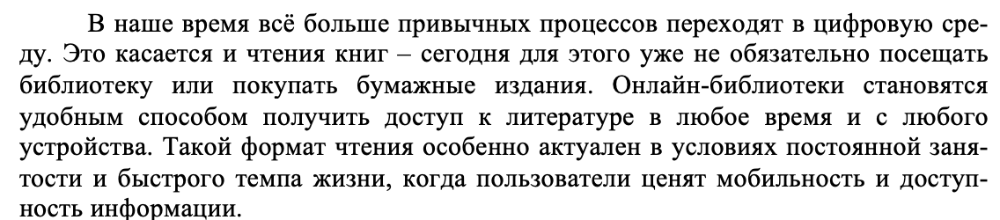 В наше время всё больше привычных процессов переходят в цифровую сре-
ду. Это касается и чтения книг – сегодня для этого уже не обязательно посещать
библиотеку или покупать бумажные издания. Онлайн-библиотеки становятся
удобным способом получить доступ к литературе в любое время и с любого
устройства. Такой формат чтения особенно актуален в условиях постоянной заня-
тости и быстрого темпа жизни, когда пользователи ценят мобильность и доступ-
ность информации.